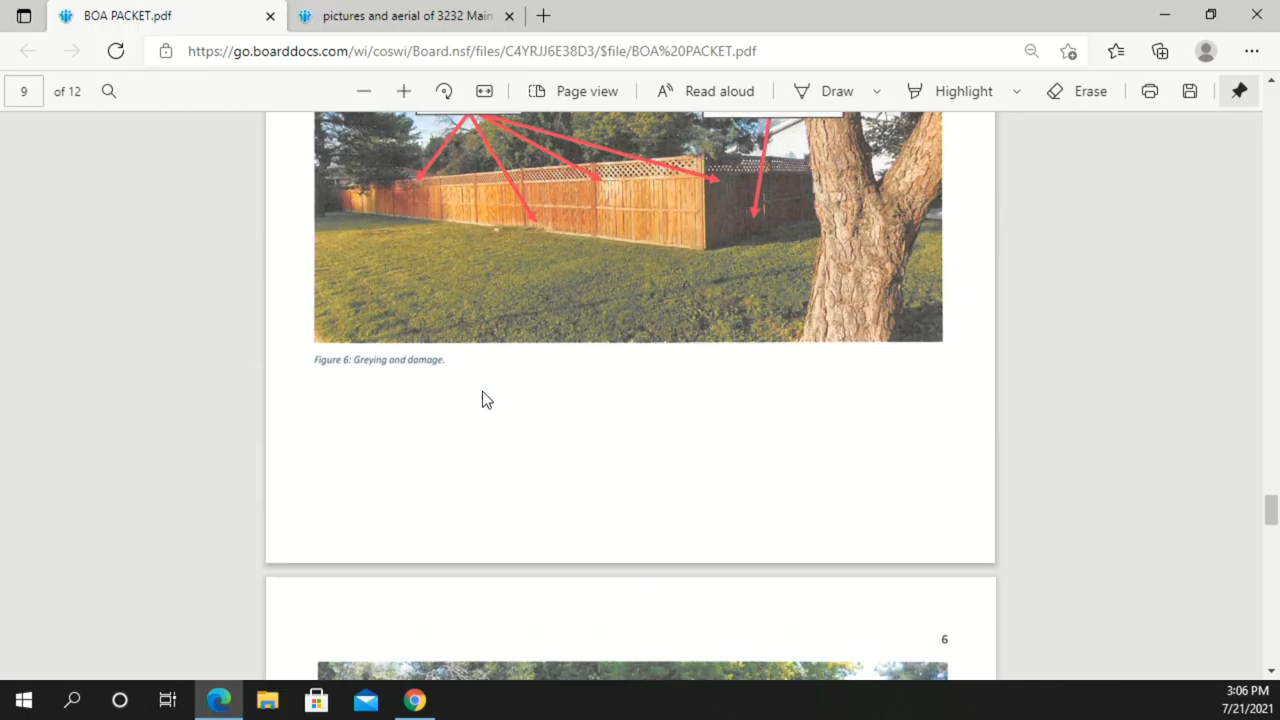 BOA PACKET.pdf
pictures and aerial of 3232 Main
https://go.boarddocs.com/wi/coswi/Board.nsf/files/C4YRJJ6E38D3/$file/BOA%20PACKET.pdf
9 of 12
Page view
Read aloud
Draw
Highlight
Erase
Figure 6: Greying and damage.
6
3:06 PM
7/21/2021